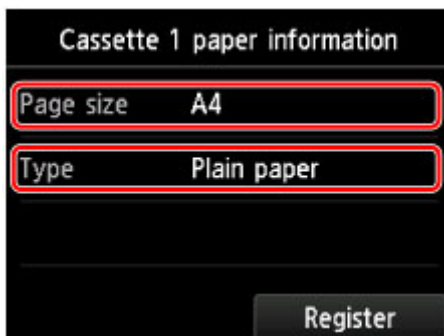 Cassette 1 paper information
Page size A4
Type Plain paper
Register